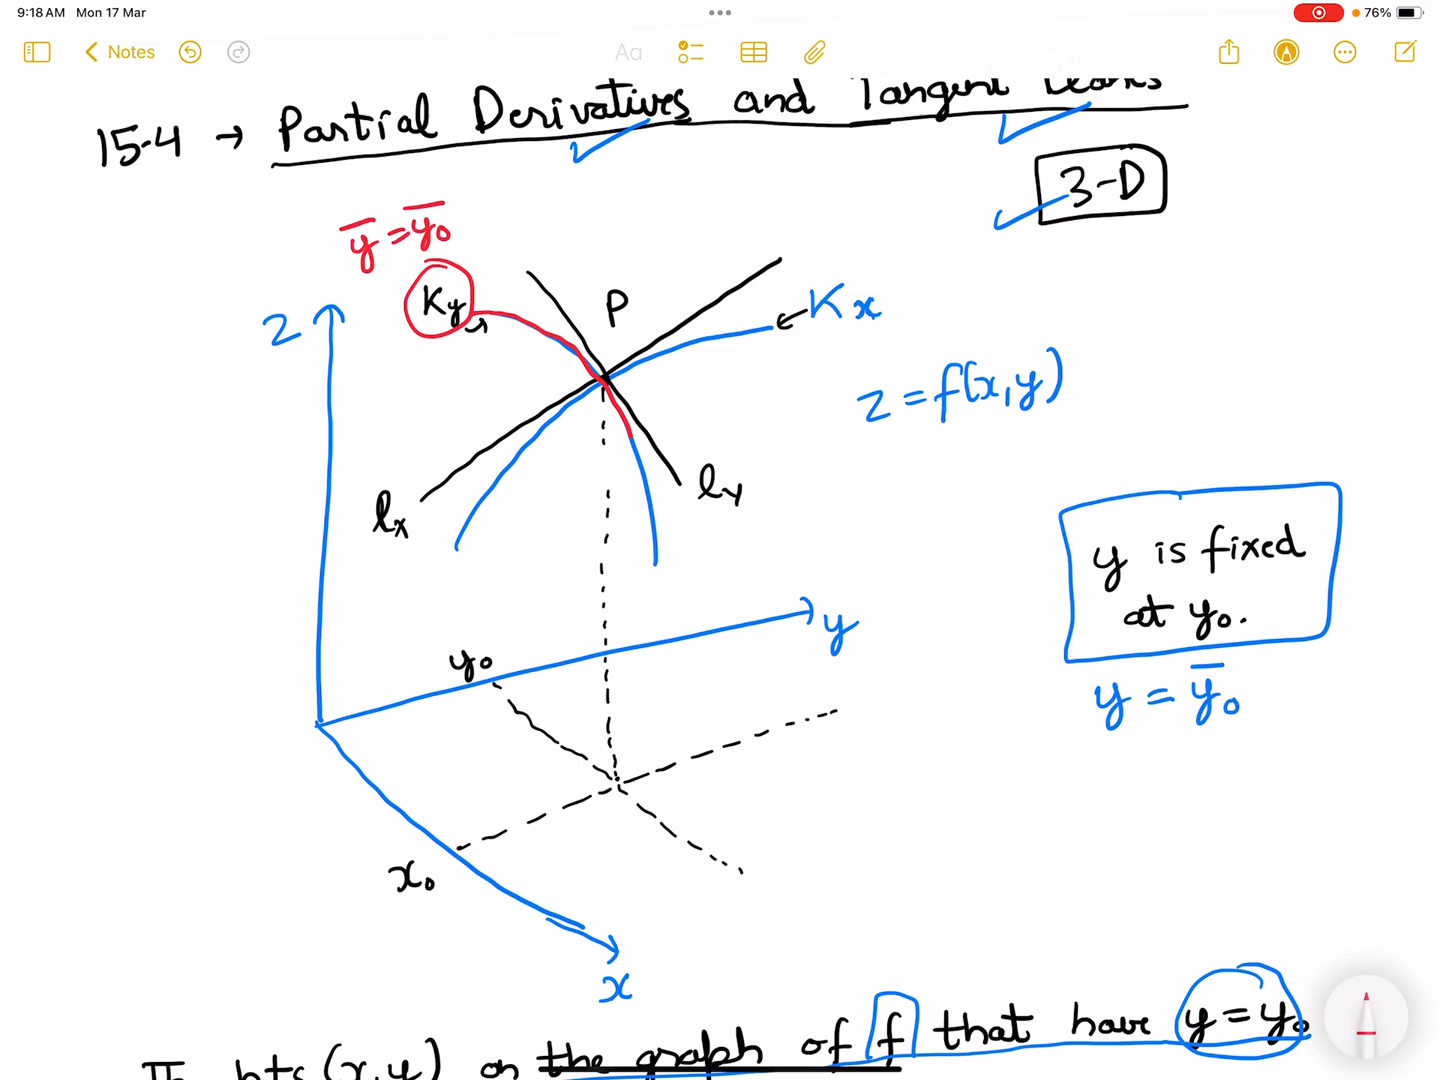 9:18 AM Mon 17 Mar
76%
Notes
Aa
15.4 → Partial Derivatives and Tangent
3-D
y = y₀
Ky
P
Kx
z
z = f(x,y)
lx
ly
y is fixed
at y₀.
y
y₀
y = y₀
x₀
x
pts (x,y) on the graph of f that have y = y₀